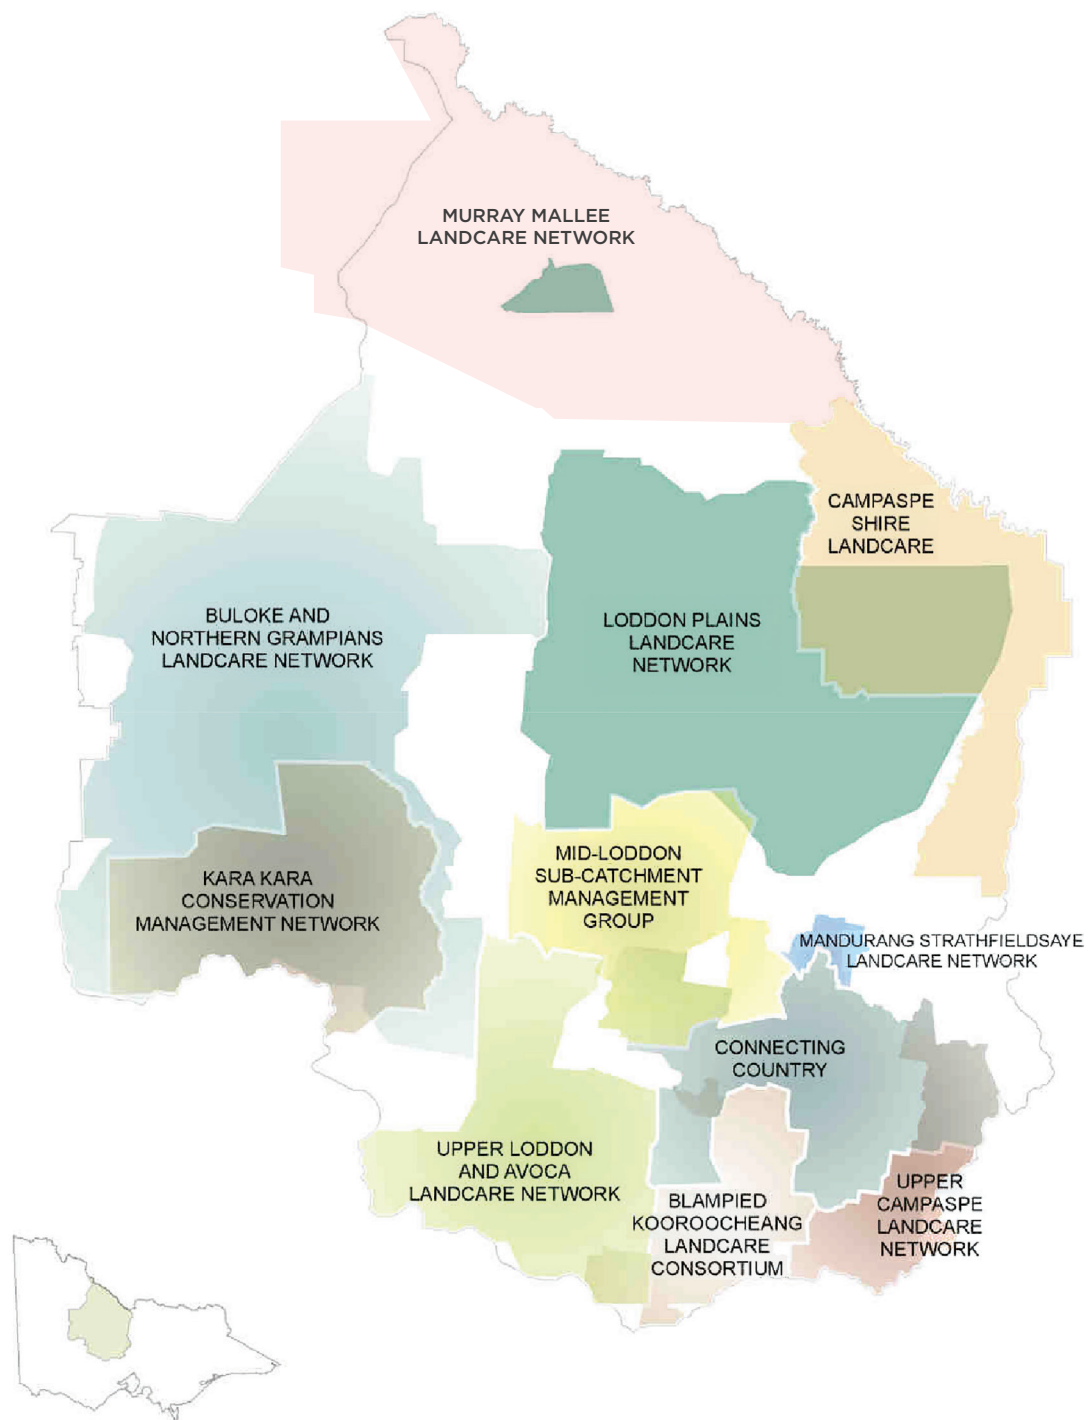 MURRAY MALLEE
LANDCARE NETWORK
CAMPASPE
SHIRE
LANDCARE
BULOKE AND
NORTHERN GRAMPIANS
LANDCARE NETWORK
LODDON PLAINS
LANDCARE
NETWORK
KARA KARA
CONSERVATION
MANAGEMENT NETWORK
MID-LODDON
SUB-CATCHMENT
MANAGEMENT
GROUP
MANDURANG STRATHFIELDSAYE
LANDCARE NETWORK
CONNECTING
COUNTRY
UPPER LODDON
AND AVOCA
LANDCARE NETWORK
BLAMPIED
KOOROOCHEANG
LANDCARE
CONSORTIUM
UPPER
CAMPASPE
LANDCARE
NETWORK